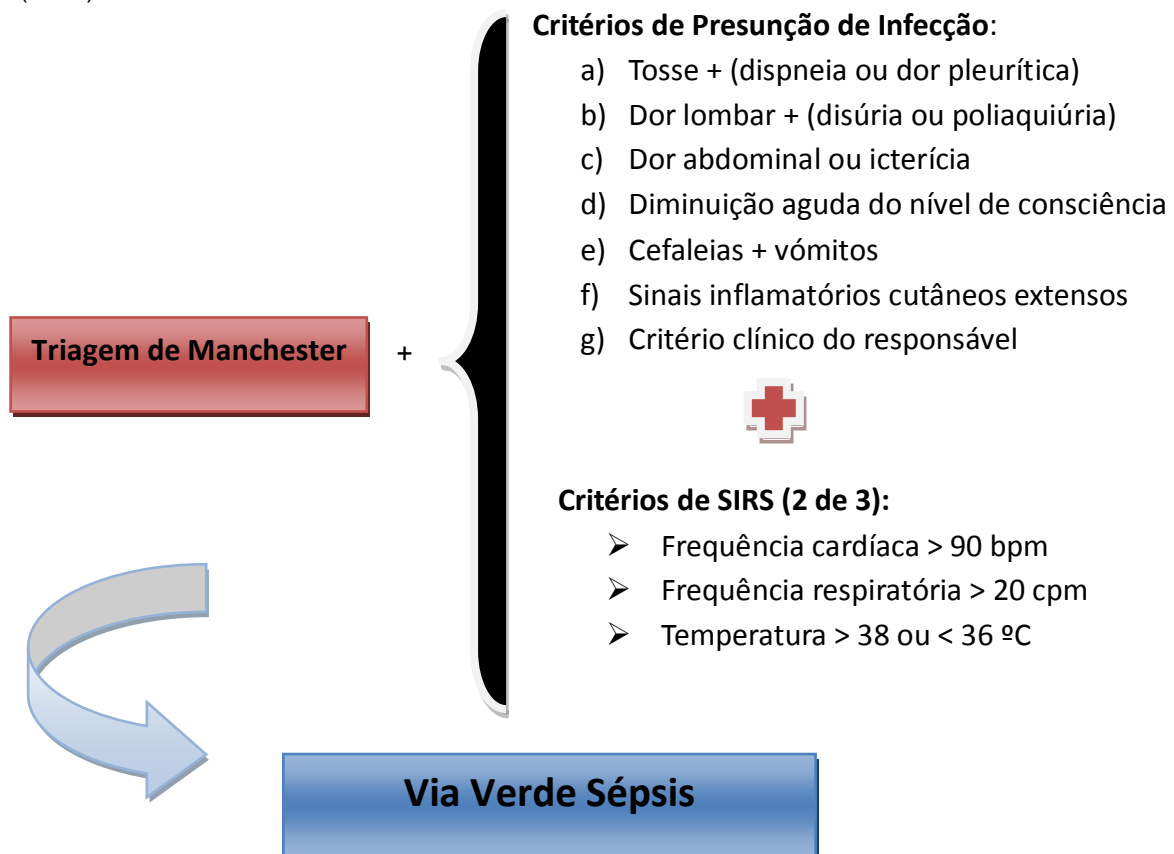 Critérios de Presunção de Infecção:
a) Tosse + (dispneia ou dor pleurítica)
b) Dor lombar + (disúria ou poliaquiúria)
c) Dor abdominal ou icterícia
d) Diminuição aguda do nível de consciência
e) Cefaleias + vómitos
f) Sinais inflamatórios cutâneos extensos
g) Critério clínico do responsável
Triagem de Manchester +
Critérios de SIRS (2 de 3):
➢ Frequência cardíaca > 90 bpm
➢ Frequência respiratória > 20 cpm
➢ Temperatura > 38 ou < 36 ºC
Via Verde Sépsis